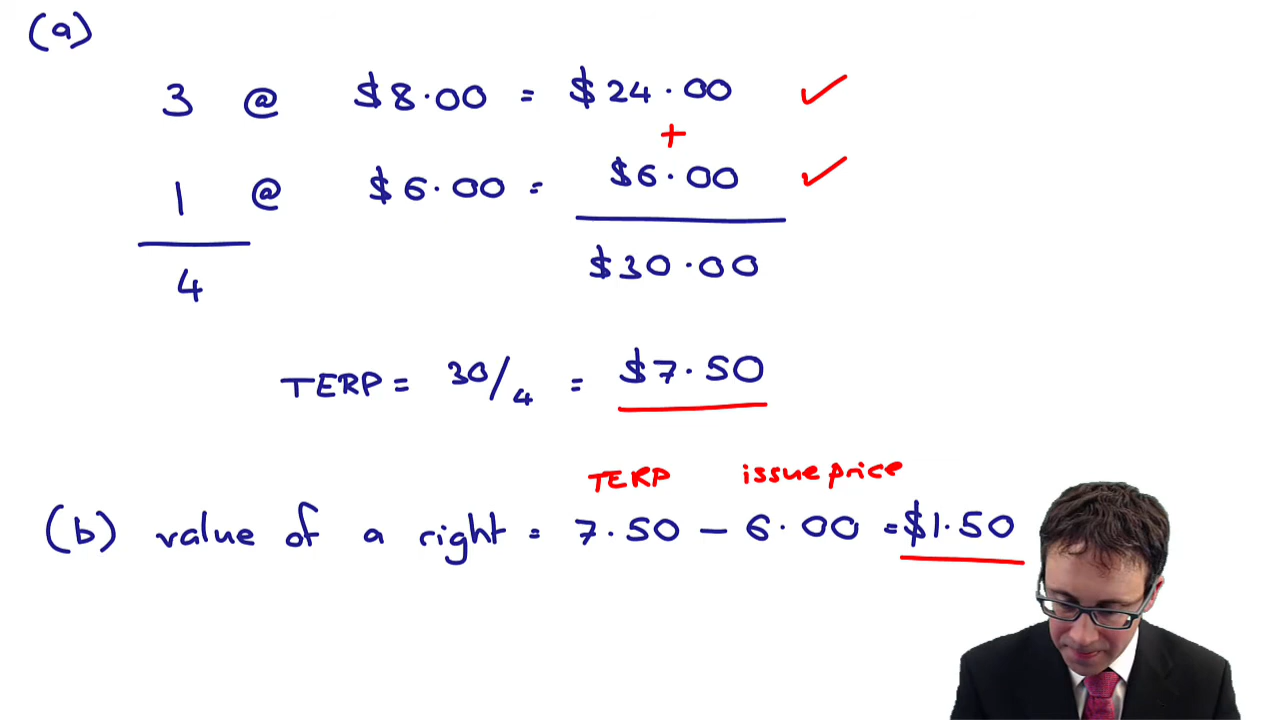 (a)
3 @ $8.00 = $24.00
+
1 @ $6.00 = $6.00
4 $30.00
TERP = 30/4 = $7.50
TERP issue price
(b) value of a right = 7.50 - 6.00 = $1.50